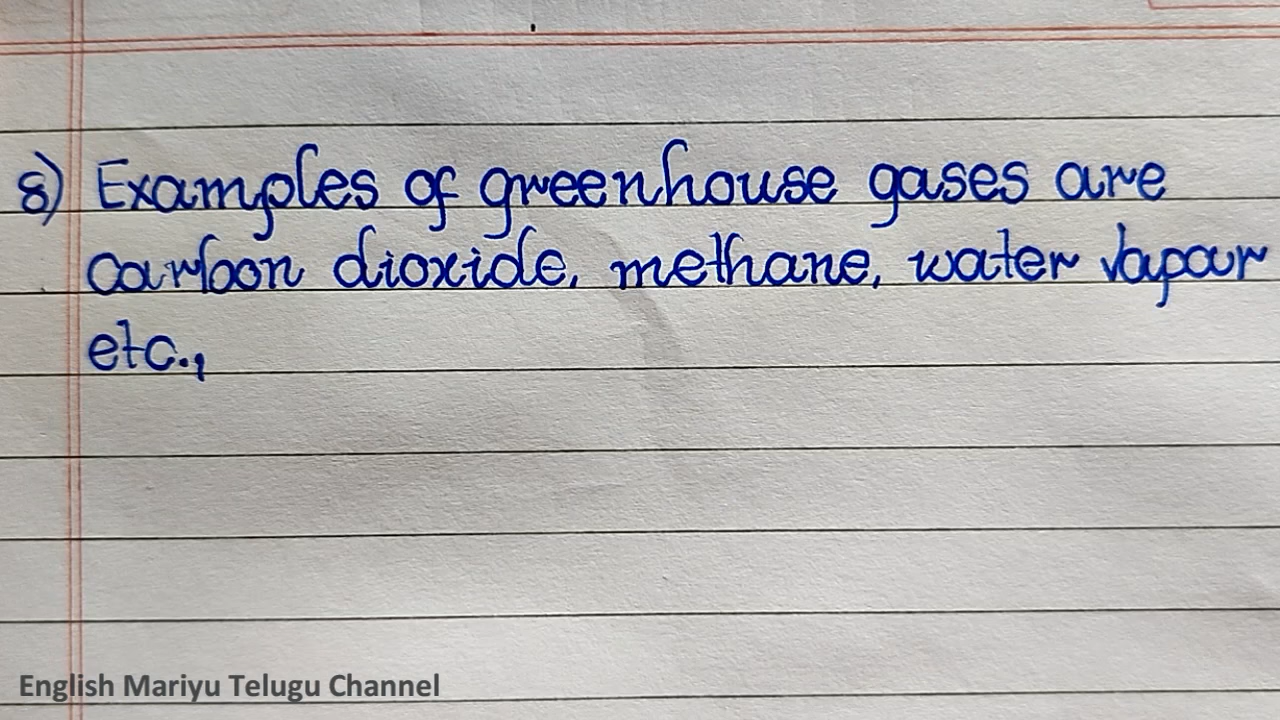 8) Examples of greenhouse gases are
carbon dioxide, methane, water vapour
etc.,
English Mariyu Telugu Channel